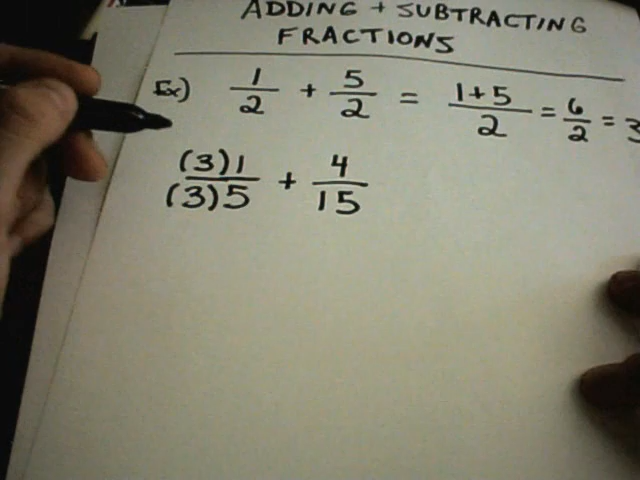 ADDING + SUBTRACTING
FRACTIONS
Ex) 1/2 + 5/2 = 1+5/2 = 6/2 = 3
(3)1/(3)5 + 4/15